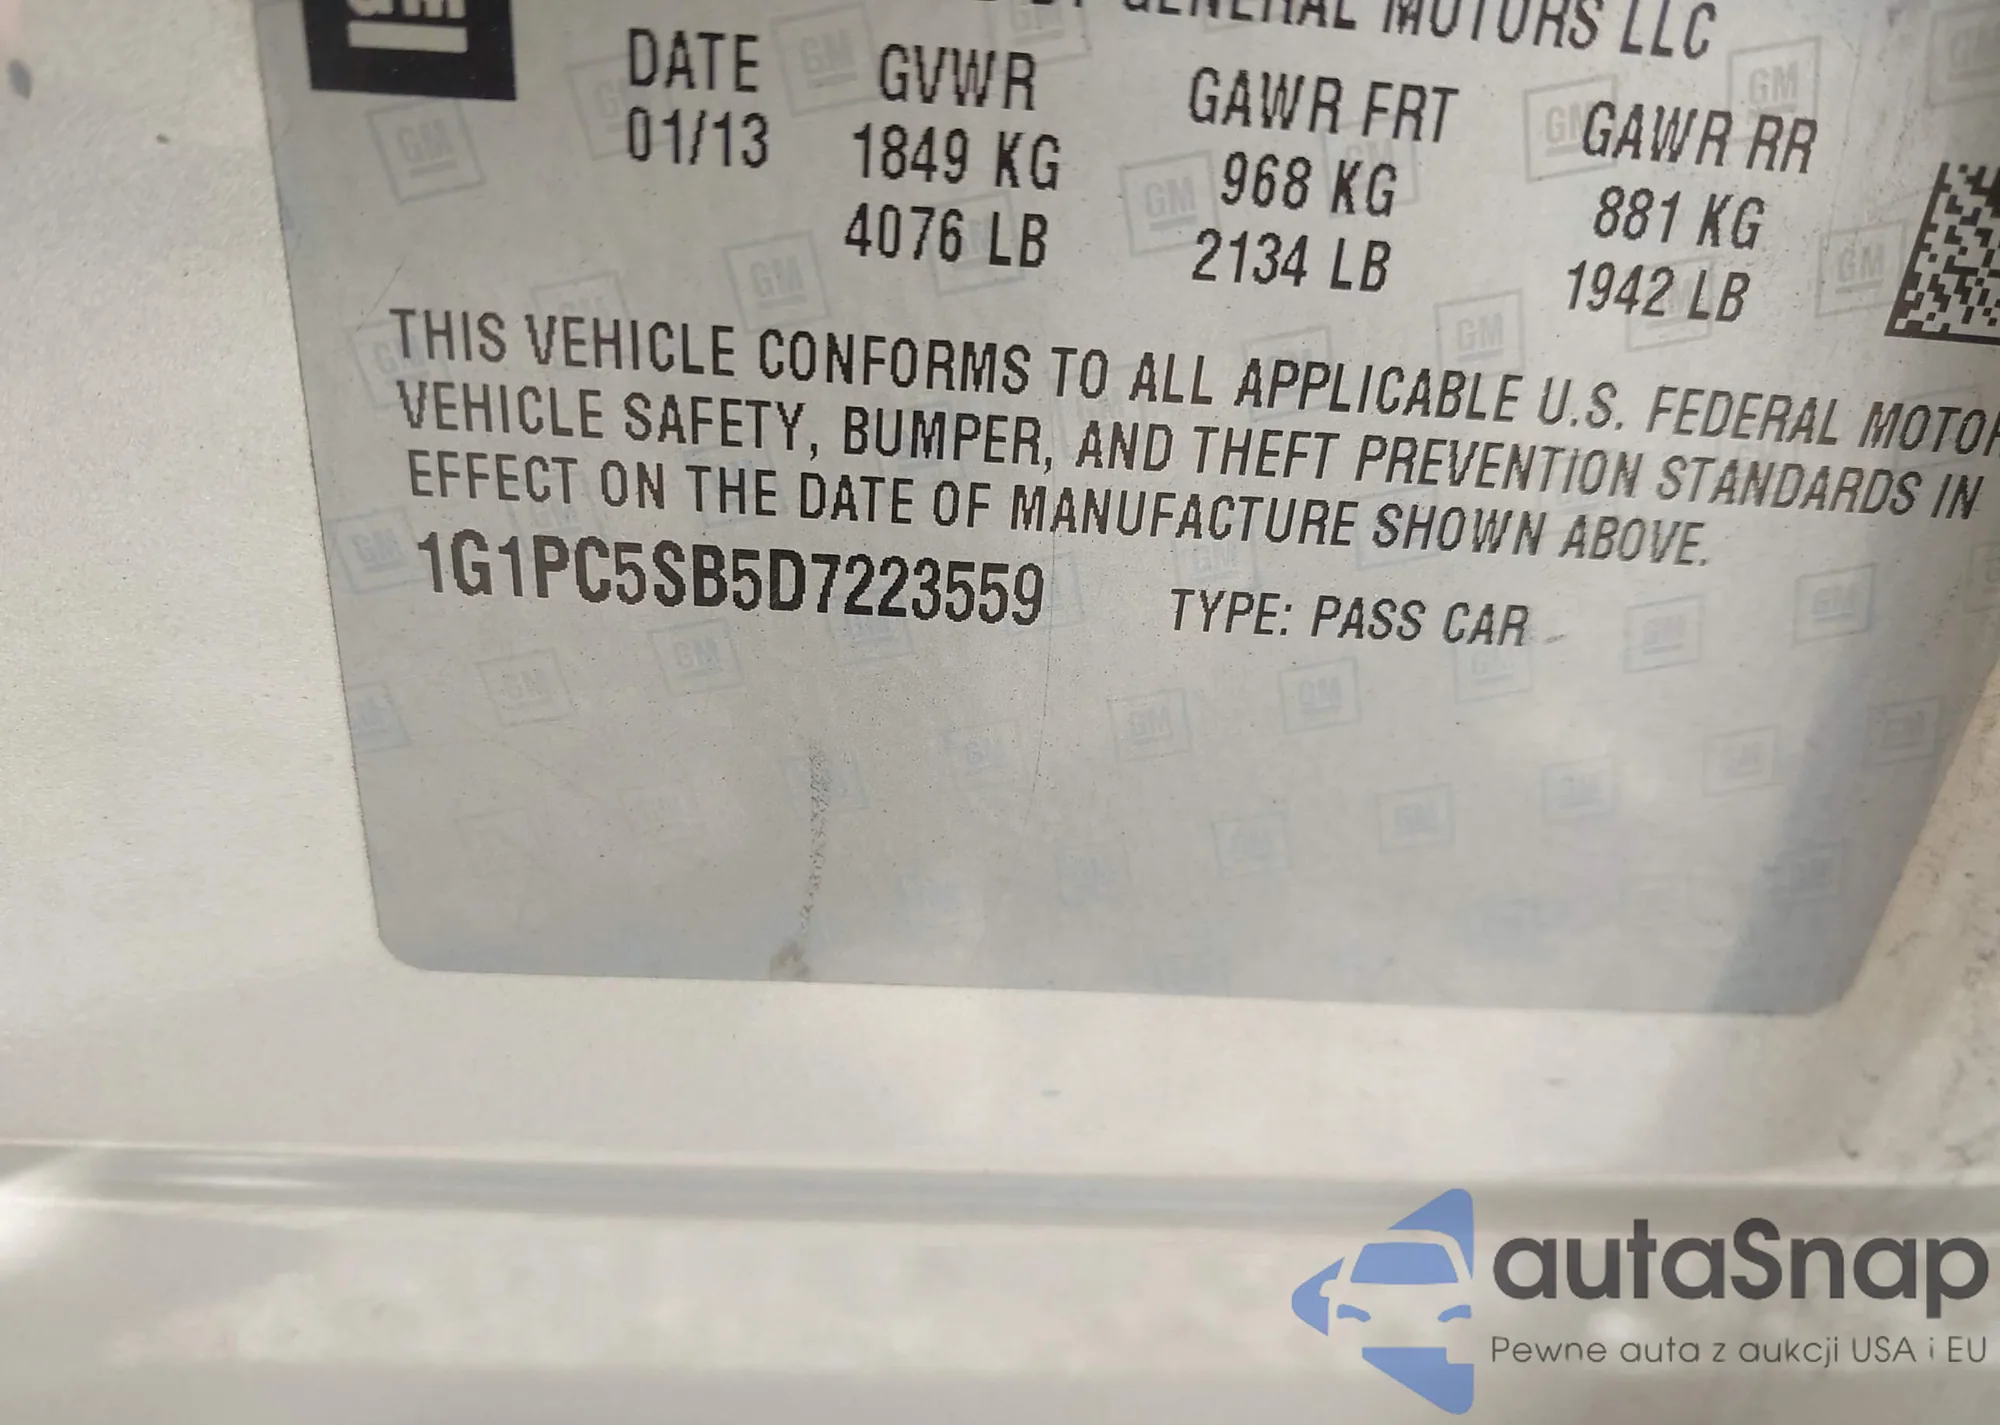 GM
BY GENERAL MOTORS LLC
DATE GVWR GAWR FRT GAWR RR
01/13 1849 KG 968 KG 881 KG
4076 LB 2134 LB 1942 LB
THIS VEHICLE CONFORMS TO ALL APPLICABLE U.S. FEDERAL MOTOR
VEHICLE SAFETY, BUMPER, AND THEFT PREVENTION STANDARDS IN
EFFECT ON THE DATE OF MANUFACTURE SHOWN ABOVE.
1G1PC5SB5D7223559 TYPE: PASS CAR
autaSnap
Pewne auta z aukcji USA i EU